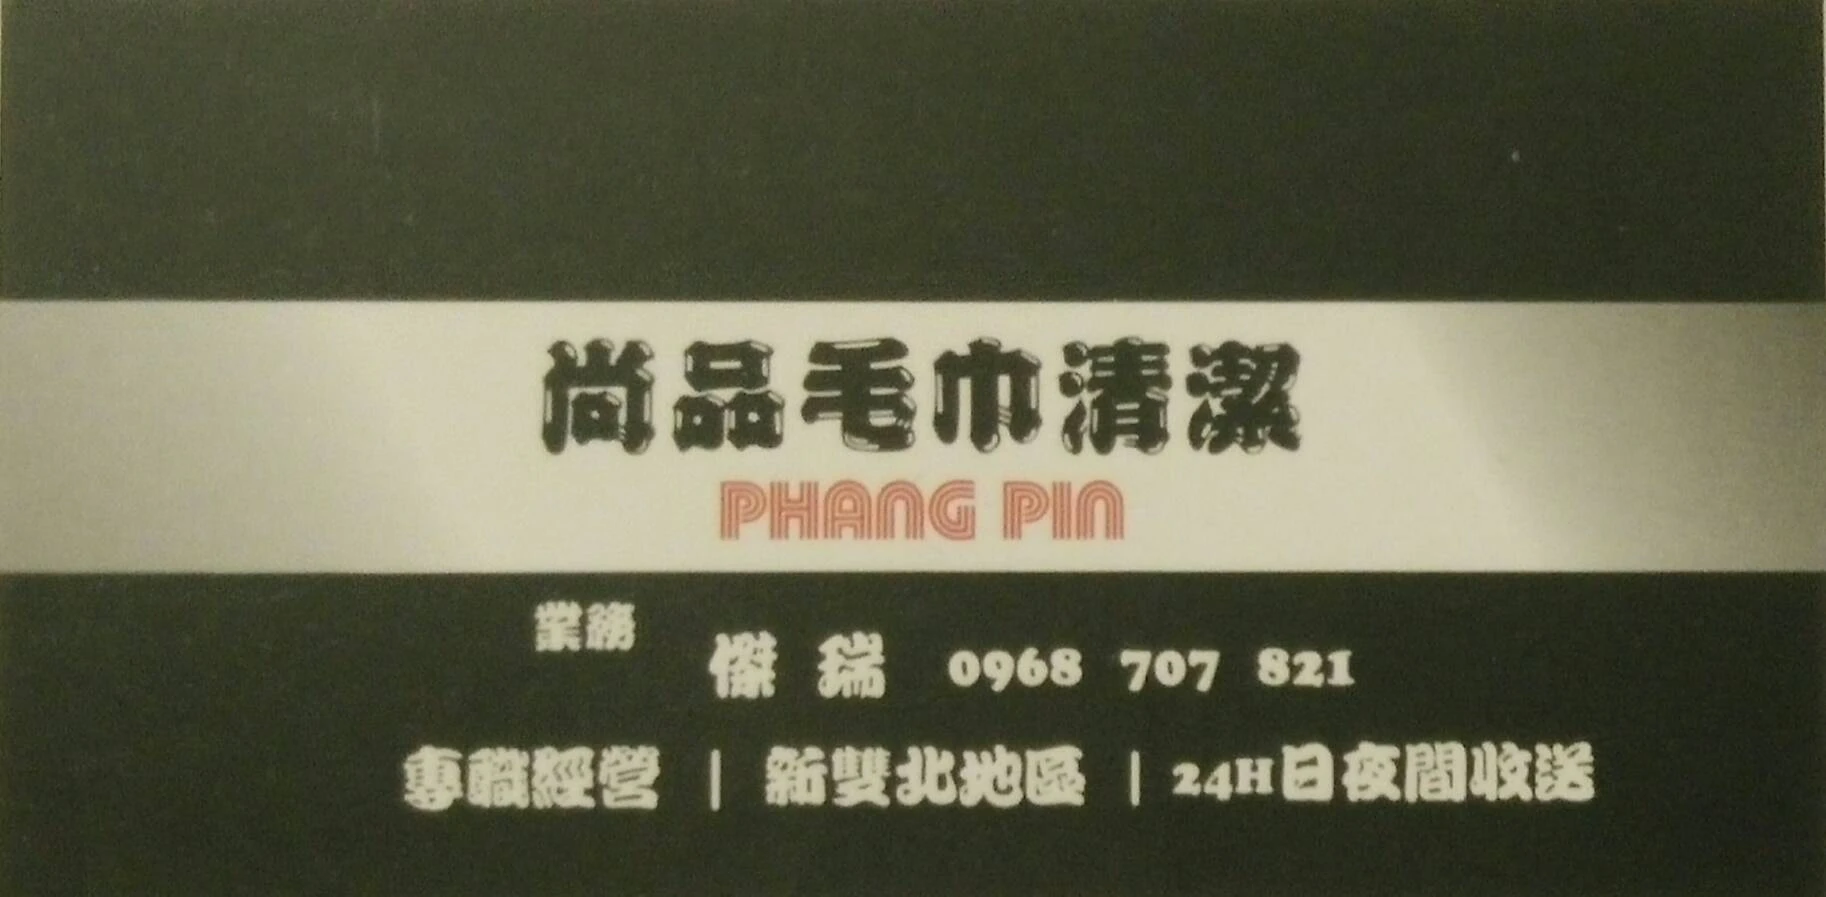 尚品毛巾清潔
PHANG PIN
業務
傑 瑞 0968 707 821
專職經營 | 新雙北地區 | 24H日夜間收送